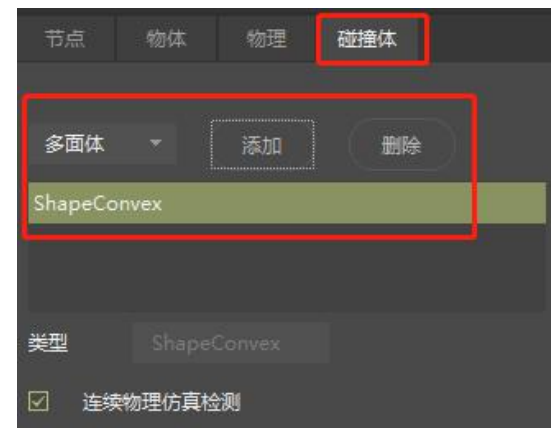 节点 物体 物理 碰撞体
多面体 添加 删除
ShapeConvex
类型 ShapeConvex
连续物理仿真检测